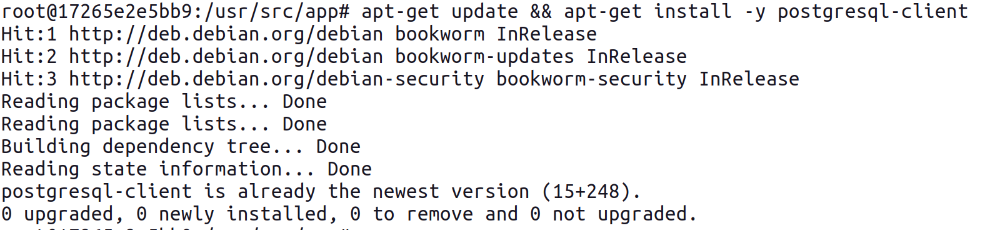 root@17265e2e5bb9:/usr/src/app# apt-get update && apt-get install -y postgresql-client
Hit:1 http://deb.debian.org/debian bookworm InRelease
Hit:2 http://deb.debian.org/debian bookworm-updates InRelease
Hit:3 http://deb.debian.org/debian-security bookworm-security InRelease
Reading package lists... Done
Reading package lists... Done
Building dependency tree... Done
Reading state information... Done
postgresql-client is already the newest version (15+248).
0 upgraded, 0 newly installed, 0 to remove and 0 not upgraded.